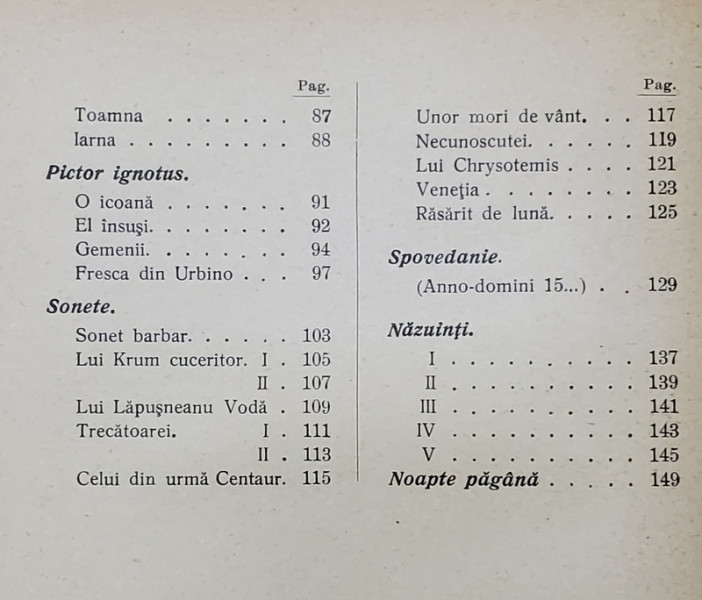 Pag.
Toamna . . . . . . . 87
Iarna . . . . . . . . . 88
Pictor ignotus.
O icoană . . . . . . . 91
El însuşi. . . . . . . 92
Gemenii. . . . . . . 94
Fresca din Urbino . . . 97
Sonete.
Sonet barbar. . . . . . 103
Lui Krum cuceritor. I . 105
II . 107
Lui Lăpuşneanu Vodă . 109
Trecătoarei. I . 111
II . 113
Celui din urmă Centaur. 115
Pag.
Unor mori de vânt. . . 117
Necunoscutei. . . . . . 119
Lui Chrysotemis . . . . 121
Veneţia . . . . . . . . 123
Răsărit de lună. . . . . 125
Spovedanie.
(Anno-domini 15...) . . 129
Năzuinţi.
I . . . . . . . . . . 137
II . . . . . . . . . . 139
III . . . . . . . . . . 141
IV . . . . . . . . . . 143
V . . . . . . . . . . 145
Noapte păgână . . . . . 149